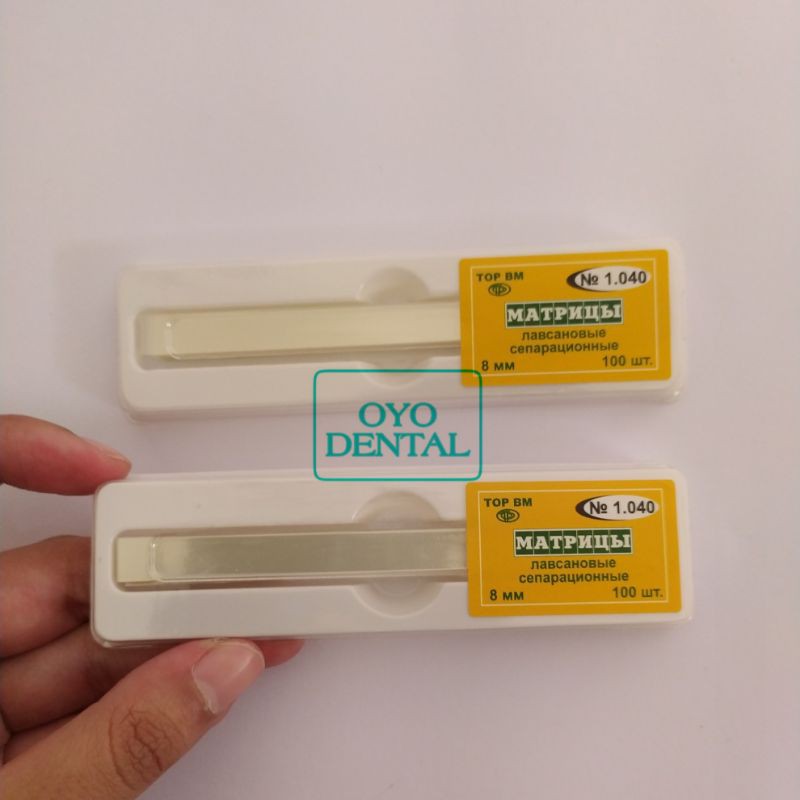 ТОР ВМ
№ 1.040
МАТРИЦЫ
лавсановые
сепарационные
8 мм
100 шт.
OYO
DENTAL
ТОР ВМ
№ 1.040
МАТРИЦЫ
лавсановые
сепарационные
8 мм
100 шт.